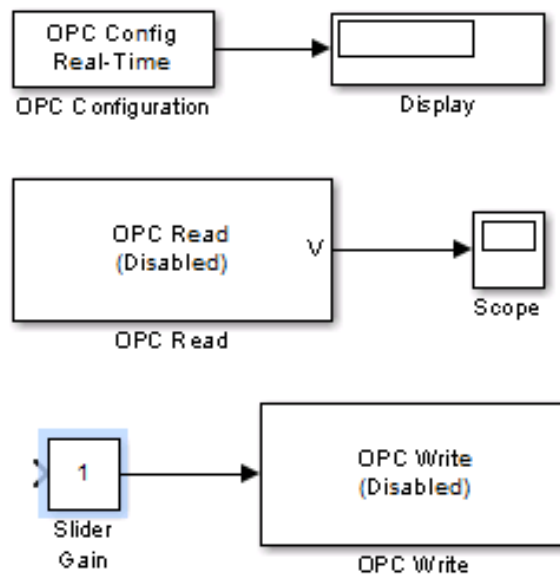 OPC Config
Real-Time
OPC Configuration
Display
OPC Read
(Disabled)
V
OPC Read
Scope
1
Slider
Gain
OPC Write
(Disabled)
OPC Write